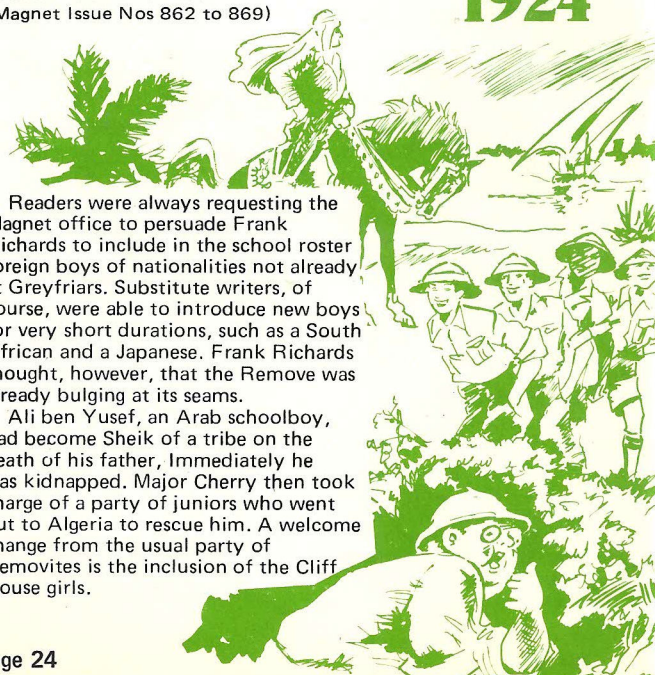 Magnet Issue Nos 862 to 869)
1924
Readers were always requesting the
agnet office to persuade Frank
ichards to include in the school roster
oreign boys of nationalities not already
t Greyfriars. Substitute writers, of
ourse, were able to introduce new boys
or very short durations, such as a South
frican and a Japanese. Frank Richards
hought, however, that the Remove was
ready bulging at its seams.
Ali ben Yusef, an Arab schoolboy,
ad become Sheik of a tribe on the
eath of his father, Immediately he
as kidnapped. Major Cherry then took
harge of a party of juniors who went
ut to Algeria to rescue him. A welcome
hange from the usual party of
emovites is the inclusion of the Cliff
ouse girls.
ge 24